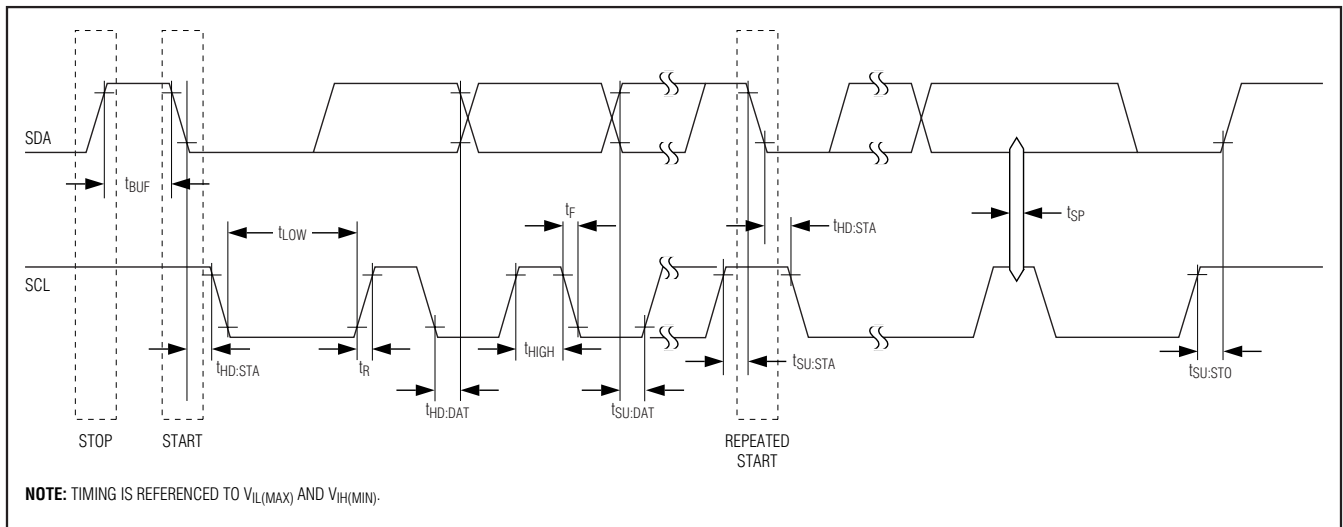 SDA
tBUF
tLOW
tF
tHD:STA
tSP
SCL
tHD:STA
tR
tHIGH
tSU:STA
tSU:STO
tHD:DAT
tSU:DAT
STOP
START
REPEATED
START
NOTE: TIMING IS REFERENCED TO VIL(MAX) AND VIH(MIN).